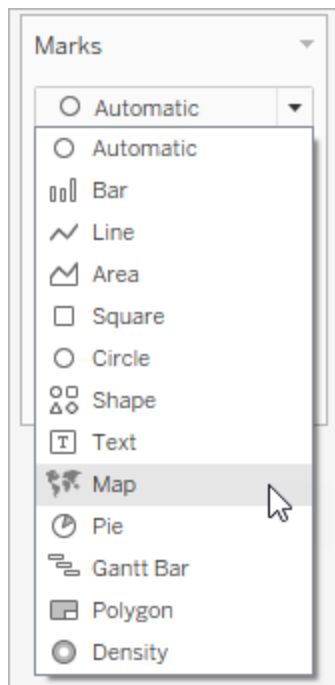 Marks
Automatic
Automatic
Bar
Line
Area
Square
Circle
Shape
T Text
Map
Pie
Gantt Bar
Polygon
Density